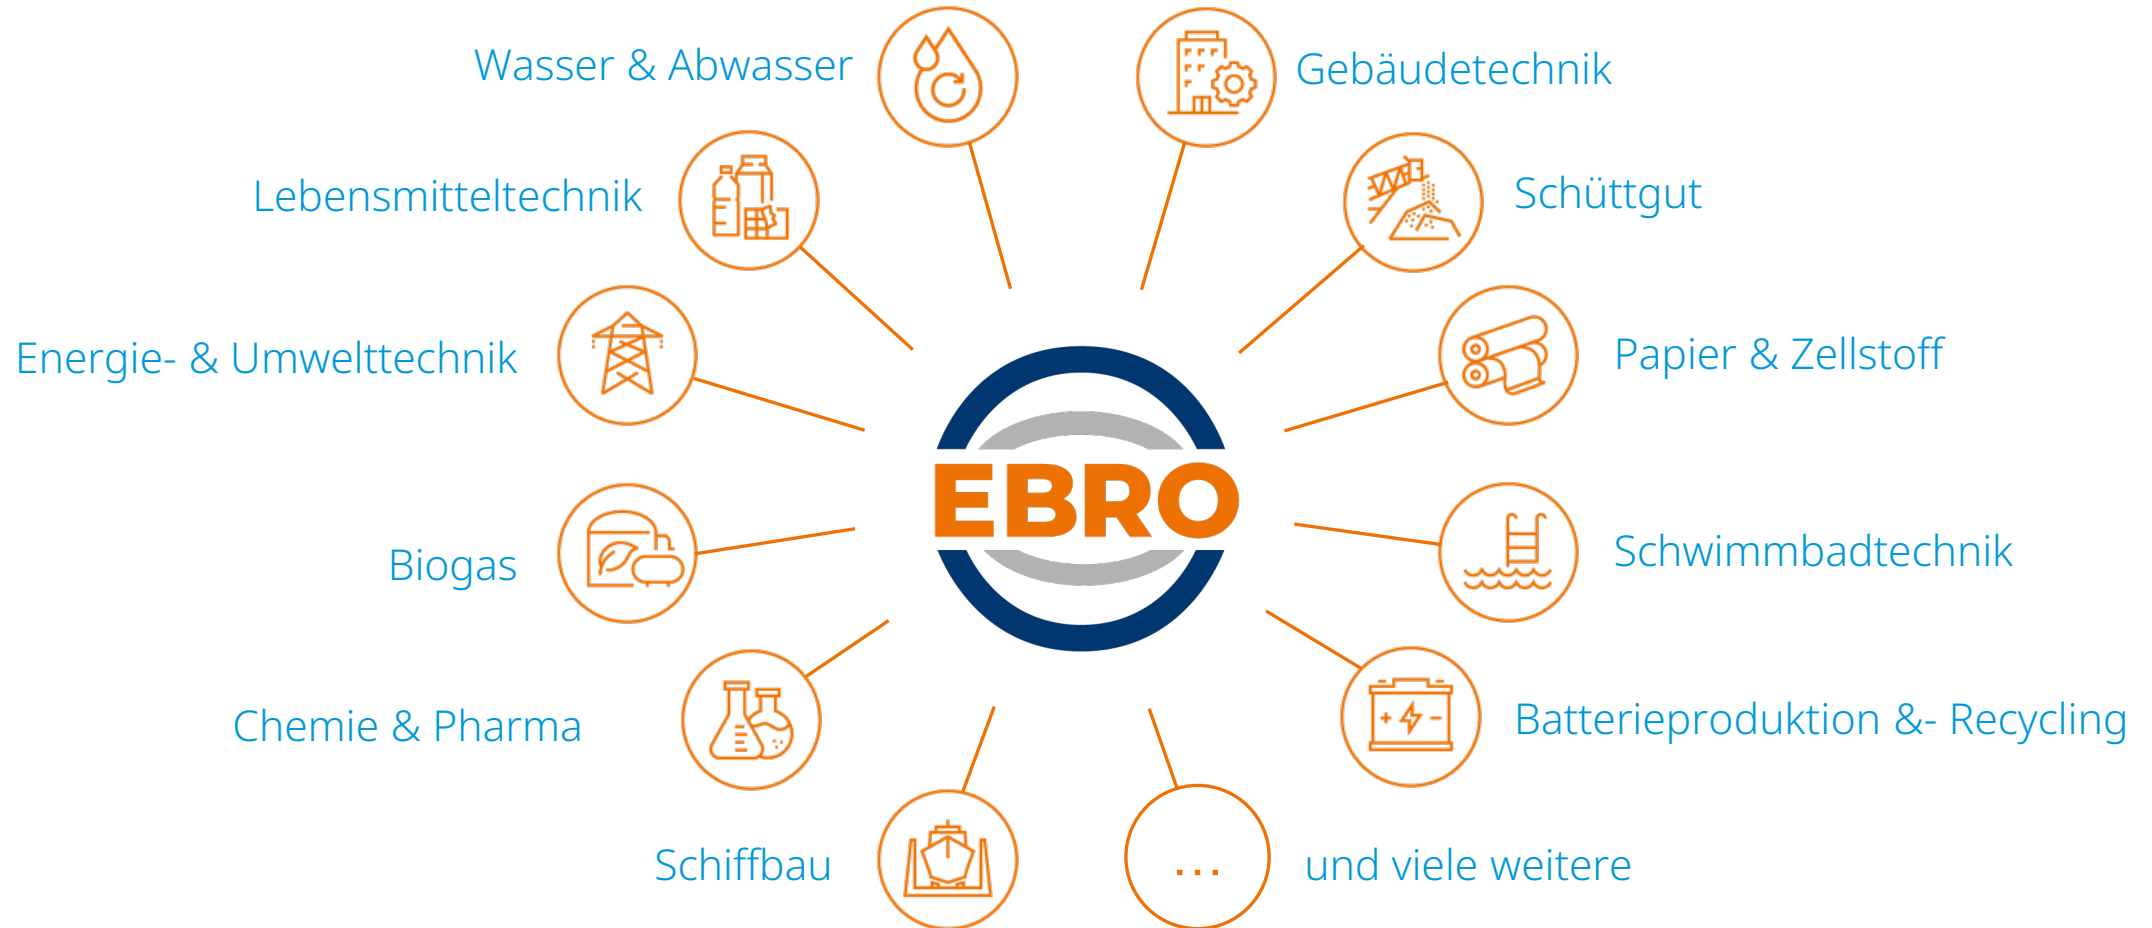 Wasser & Abwasser
Gebäudetechnik
Lebensmitteltechnik
Schüttgut
Energie- & Umwelttechnik
Papier & Zellstoff
EBRO
Biogas
Schwimmbadtechnik
Chemie & Pharma
Batterieproduktion &- Recycling
Schiffbau
...
und viele weitere